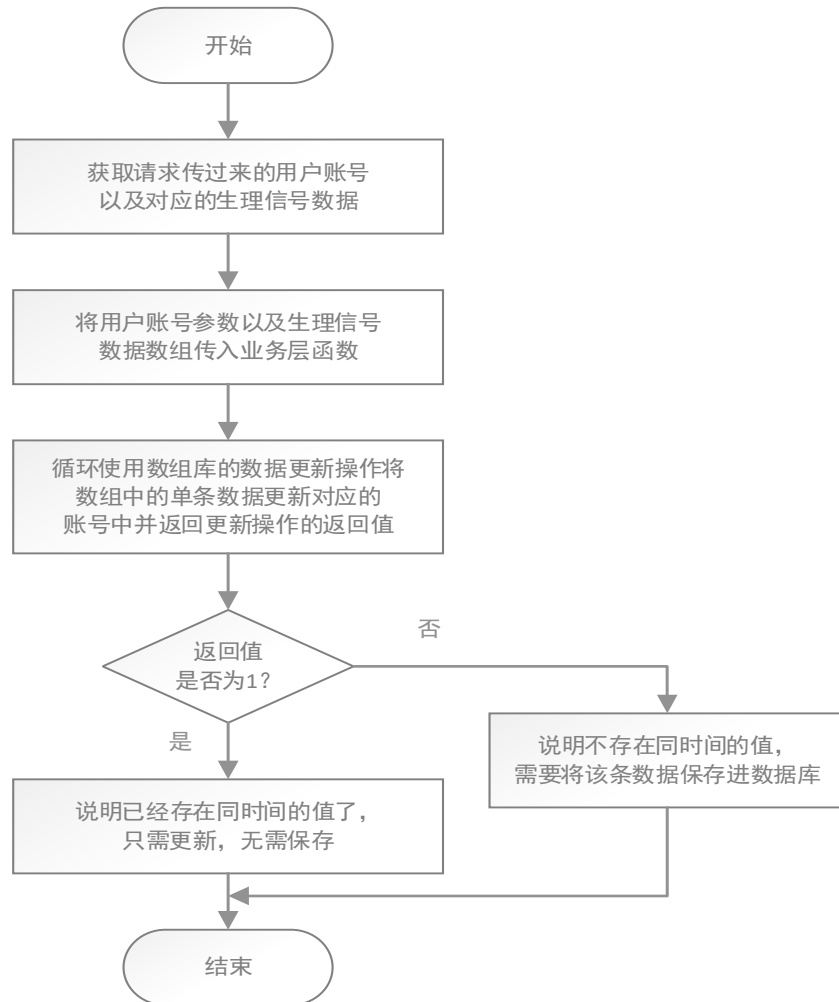 开始
获取请求传过来的用户账号
以及对应的生理信号数据
将用户账号参数以及生理信号
数据数组传入业务层函数
循环使用数组库的数据更新操作将
数组中的单条数据更新对应的
账号中并返回更新操作的返回值
返回值
是否为1?
否
是
说明不存在同时间的值，
需要将该条数据保存进数据库
说明已经存在同时间的值了，
只需更新，无需保存
结束